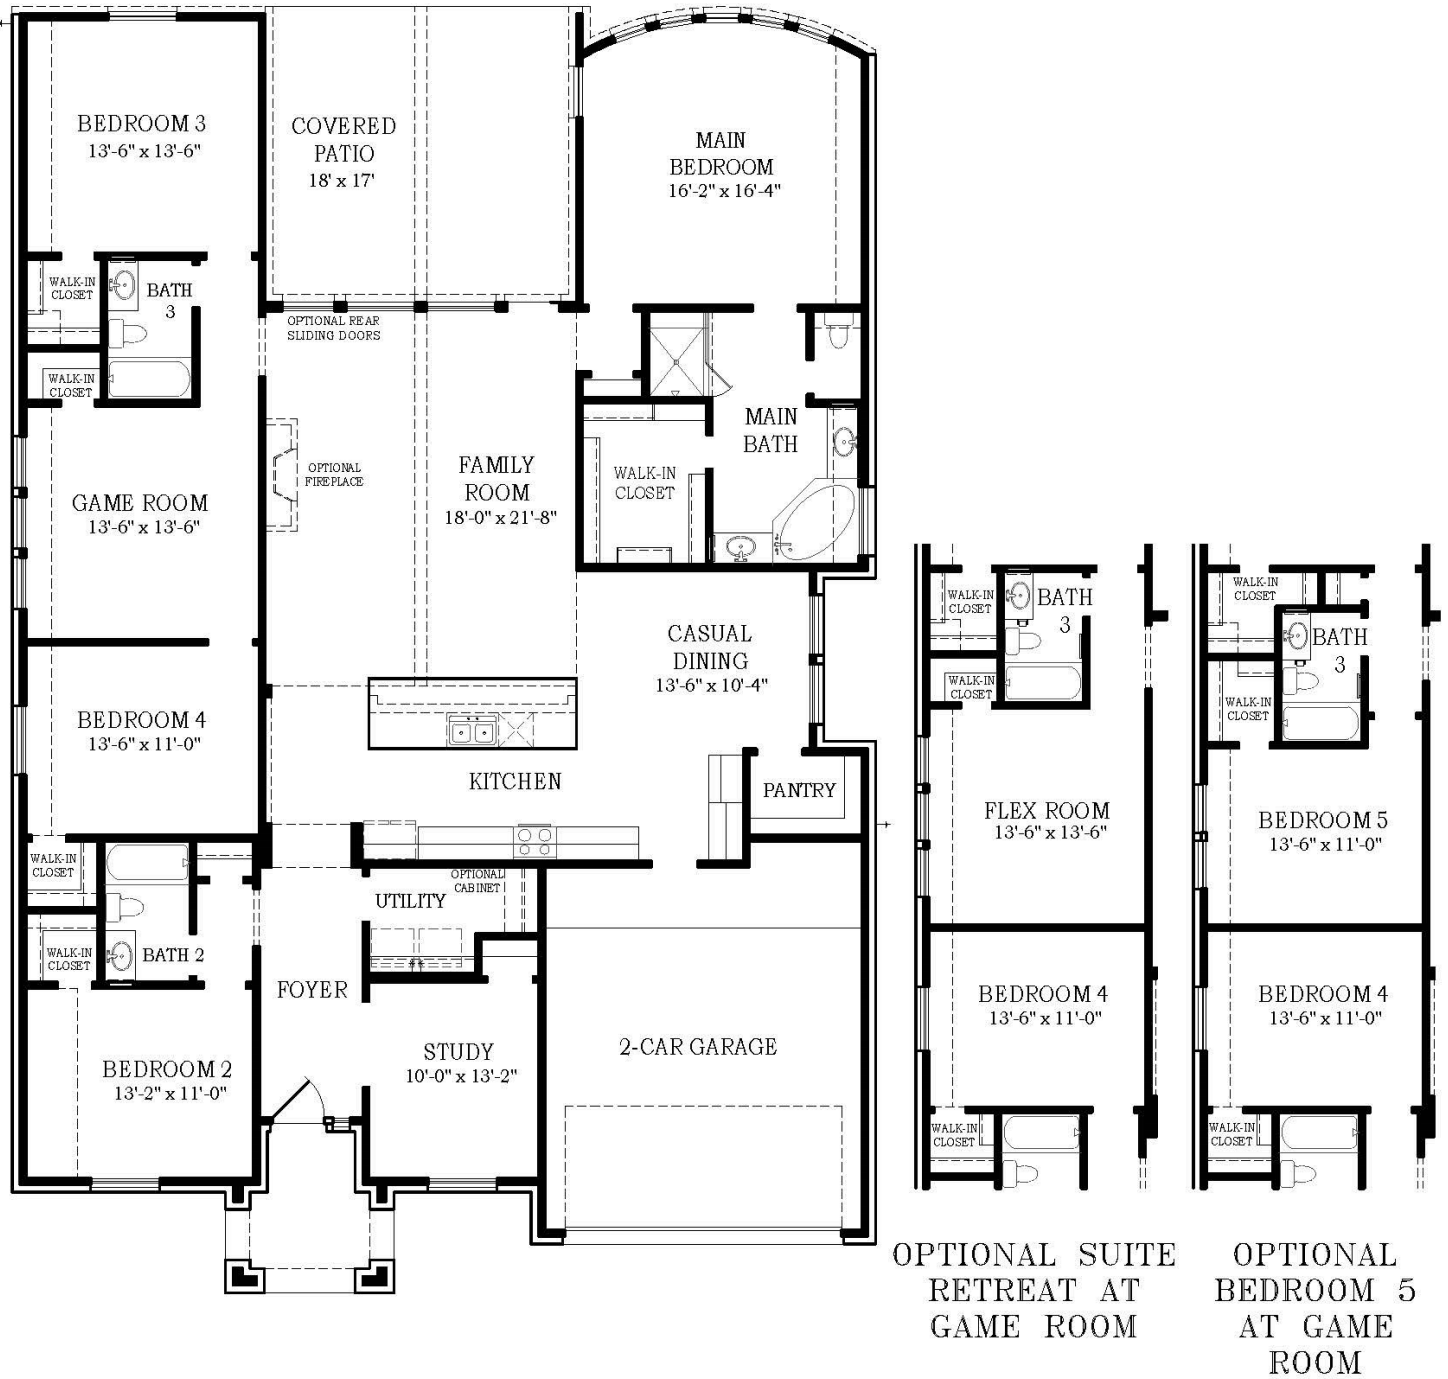 BEDROOM 3
13'-6" x 13'-6"
COVERED
PATIO
18' x 17'
MAIN
BEDROOM
16'-2" x 16'-4"
WALK-IN
CLOSET
BATH
3
OPTIONAL REAR
SLIDING DOORS
WALK-IN
CLOSET
MAIN
BATH
GAME ROOM
13'-6" x 13'-6"
OPTIONAL
FIREPLACE
FAMILY
ROOM
18'-0" x 21'-8"
WALK-IN
CLOSET
CASUAL
DINING
13'-6" x 10'-4"
BEDROOM 4
13'-6" x 11'-0"
KITCHEN
PANTRY
WALK-IN
CLOSET
UTILITY
OPTIONAL
CABINET
WALK-IN
CLOSET
BATH 2
FOYER
BEDROOM 2
13'-2" x 11'-0"
STUDY
10'-0" x 13'-2"
2-CAR GARAGE
WALK-IN
CLOSET
BATH
3
WALK-IN
CLOSET
FLEX ROOM
13'-6" x 13'-6"
BEDROOM 4
13'-6" x 11'-0"
WALK-IN
CLOSET
OPTIONAL SUITE
RETREAT AT
GAME ROOM
WALK-IN
CLOSET
BATH
3
WALK-IN
CLOSET
BEDROOM 5
13'-6" x 11'-0"
BEDROOM 4
13'-6" x 11'-0"
WALK-IN
CLOSET
OPTIONAL
BEDROOM 5
AT GAME
ROOM